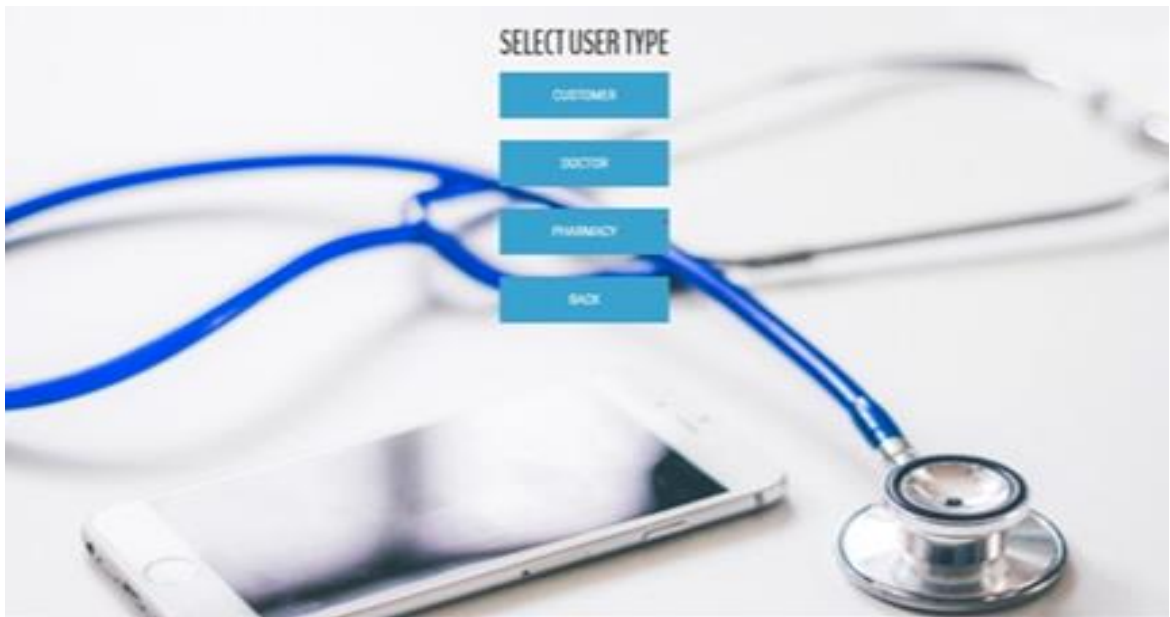 SELECT USER TYPE
CUSTOMER
DOCTOR
PHARMACY
BACK